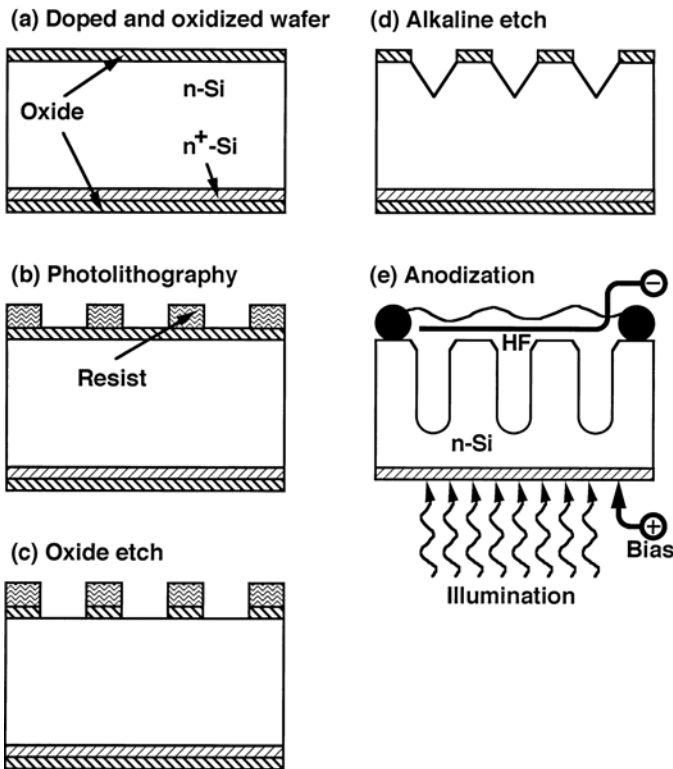 (a) Doped and oxidized wafer
n-Si
Oxide
n+-Si
(b) Photolithography
Resist
(c) Oxide etch
(d) Alkaline etch
(e) Anodization
−
HF
n-Si
+
Bias
Illumination